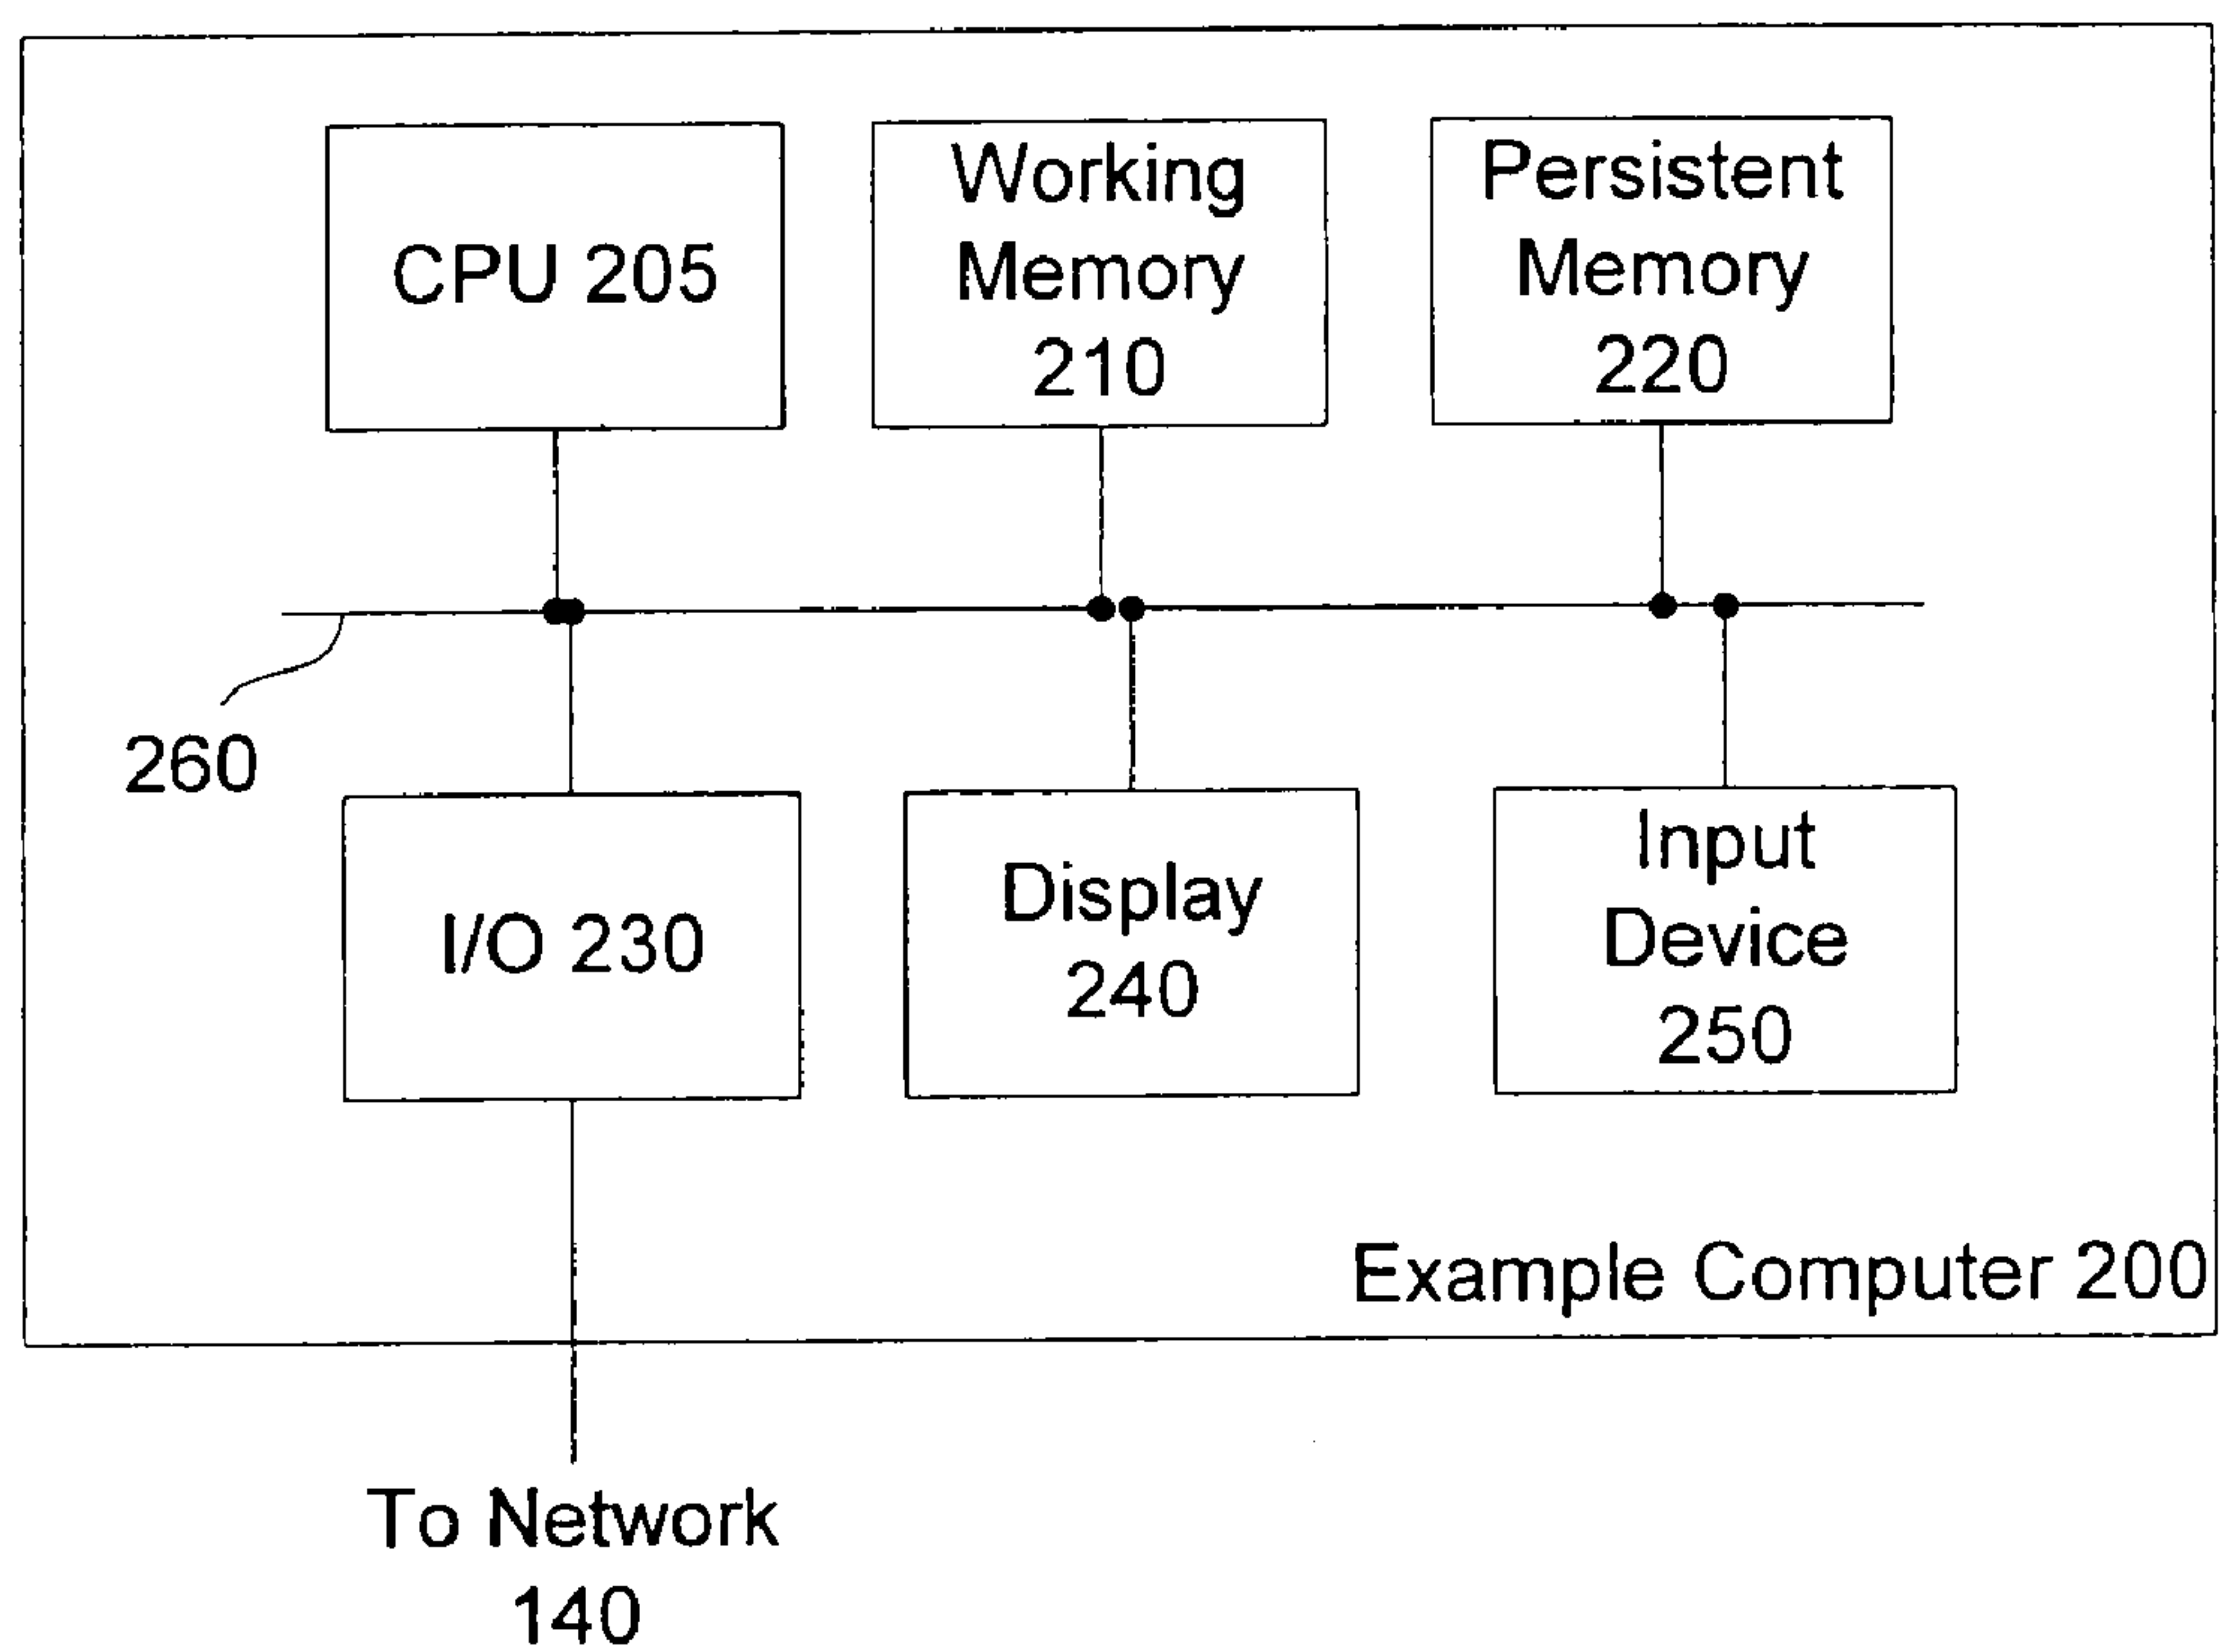 CPU 205
Working
Memory
210
Persistent
Memory
220
260
I/O 230
Display
240
Input
Device
250
Example Computer 200
To Network
140